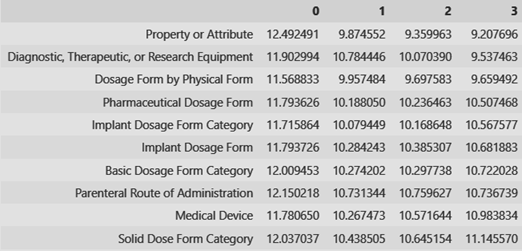 0 1 2 3
Property or Attribute 12.492491 9.874552 9.359963 9.207696
Diagnostic, Therapeutic, or Research Equipment 11.902994 10.784446 10.070390 9.537463
Dosage Form by Physical Form 11.568833 9.957484 9.697583 9.659492
Pharmaceutical Dosage Form 11.793626 10.188050 10.236463 10.507468
Implant Dosage Form Category 11.715864 10.079449 10.168648 10.567577
Implant Dosage Form 11.793726 10.284243 10.385307 10.681883
Basic Dosage Form Category 12.009453 10.274202 10.297738 10.722028
Parenteral Route of Administration 12.150218 10.731344 10.759627 10.736739
Medical Device 11.780650 10.267473 10.571644 10.983834
Solid Dose Form Category 12.037037 10.438505 10.645154 11.145570